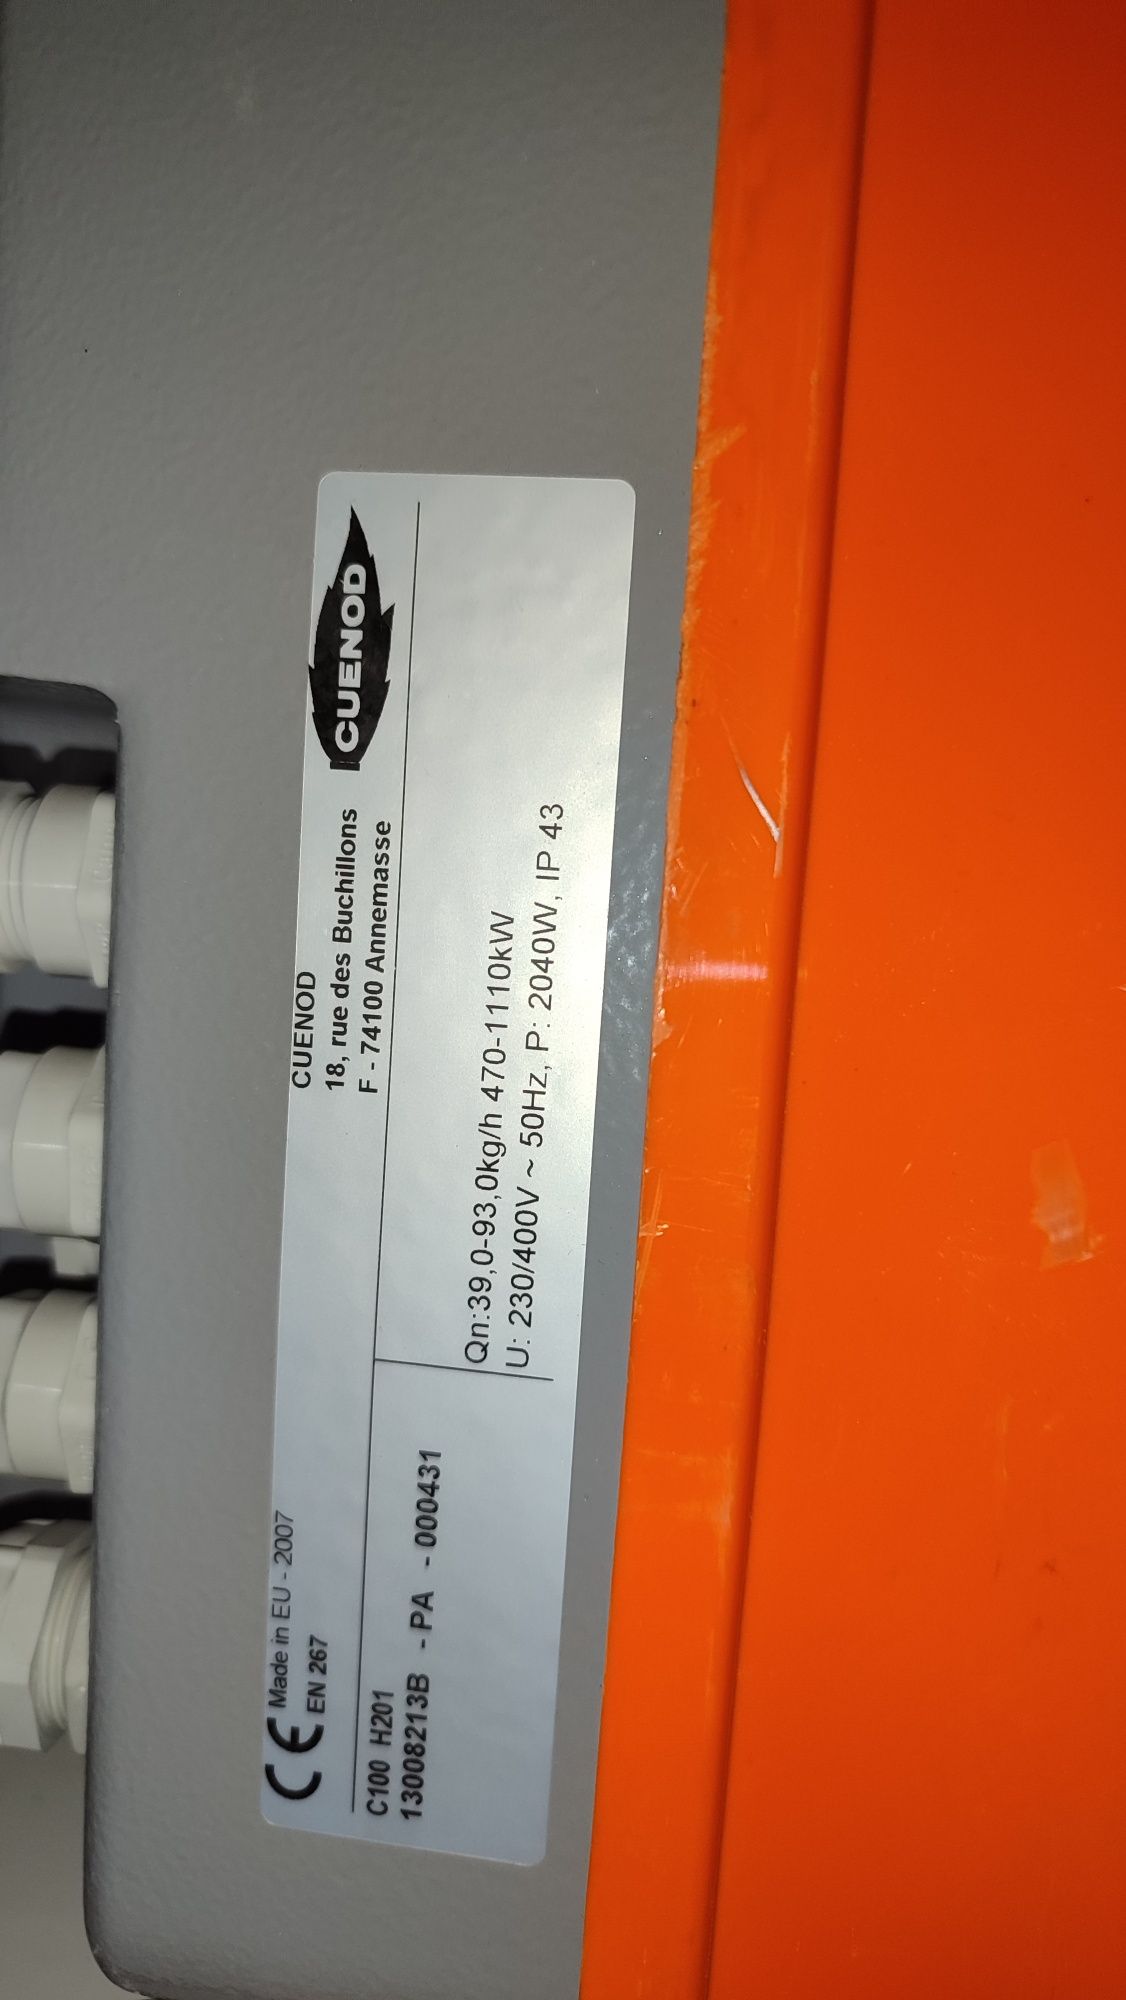 CE Made in EU - 2007
EN 267
CUENOD
18, rue des Buchillons
F - 74100 Annemasse
CUENOD
C100 H201
13008213B - PA - 000431
Qn:39,0-93,0kg/h 470-1110kW
U: 230/400V ~ 50Hz, P: 2040W, IP 43